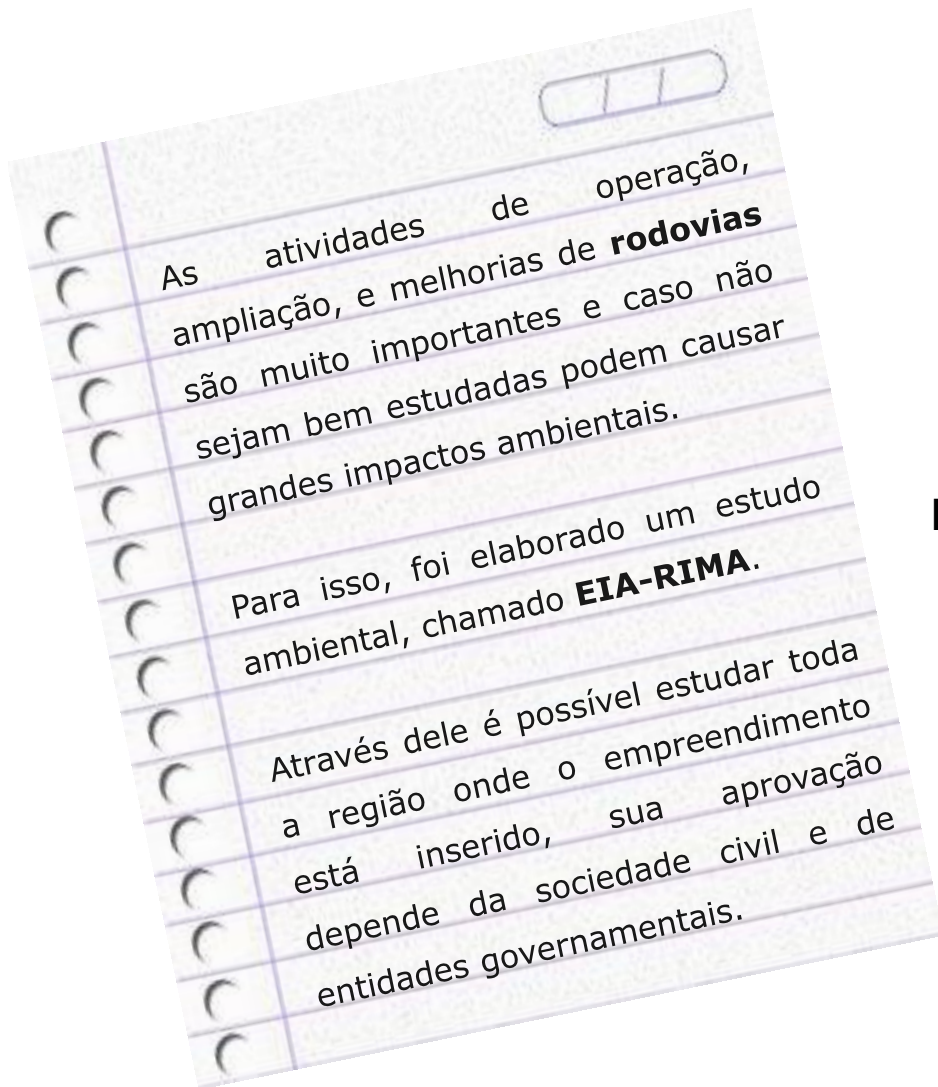 As atividades de operação,
ampliação, e melhorias de rodovias
são muito importantes e caso não
sejam bem estudadas podem causar
grandes impactos ambientais.
Para isso, foi elaborado um estudo
ambiental, chamado EIA-RIMA.
Através dele é possível estudar toda
a região onde o empreendimento
está inserido, sua aprovação
depende da sociedade civil e de
entidades governamentais.